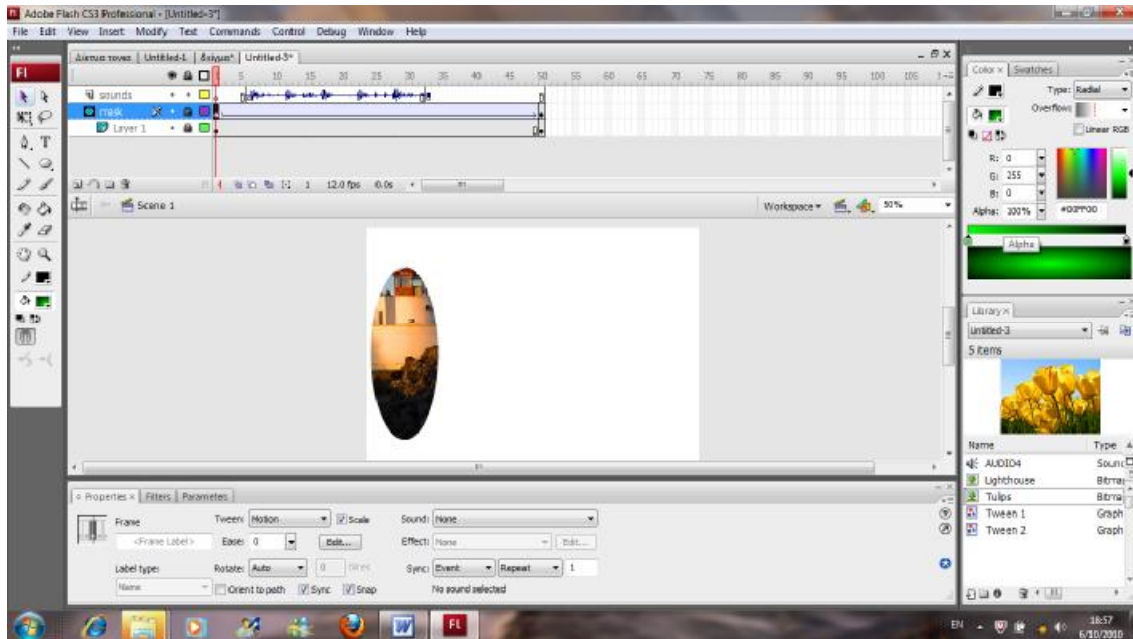 Adobe Flash CS3 Professional - [Untitled-3*]
File Edit View Insert Modify Text Commands Control Debug Window Help
Untitled-1 δείγμα* Untitled-3*
5 10 15 20 25 30 35 40 45 50 55 60 65 70 75 80 85 90 95 100 105
sounds
mask
Layer 1
1 12.0 fps 0.0s
Scene 1
Workspace 50%
Color Swatches
Type: Radial
Overflow:
Linear RGB
R: 0
G: 255
B: 0
Alpha: 100% #00FF00
Alpha
Library
Untitled-3
5 items
Name Type
AUDIO4 Sound
Lighthouse Bitma
Tulips Bitma
Tween 1 Graph
Tween 2 Graph
Properties Filters Parameters
Frame
<Frame Label>
Label type:
Name
Tween: Motion Scale
Ease: 0 Edit...
Rotate: Auto 0 times
Orient to path Sync Snap
Sound: None
Effect: None Edit...
Sync: Event Repeat 1
No sound selected
EN 18:57
6/10/2010